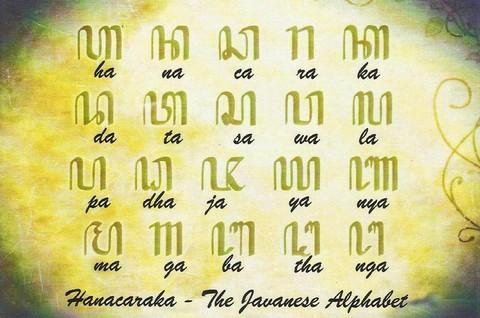 ꦲ ꦤ ꦕ ꦫ ꦏ
ha na ca ra ka
ꦢ ꦠ ꦱ ꦮ ꦭ
da ta sa wa la
ꦥ ꦝ ꦗ ꦪ ꦚ
pa dha ja ya nya
ꦩ ꦒ ꦧ ꦛ ꦔ
ma ga ba tha nga
Hanacaraka - The Javanese Alphabet